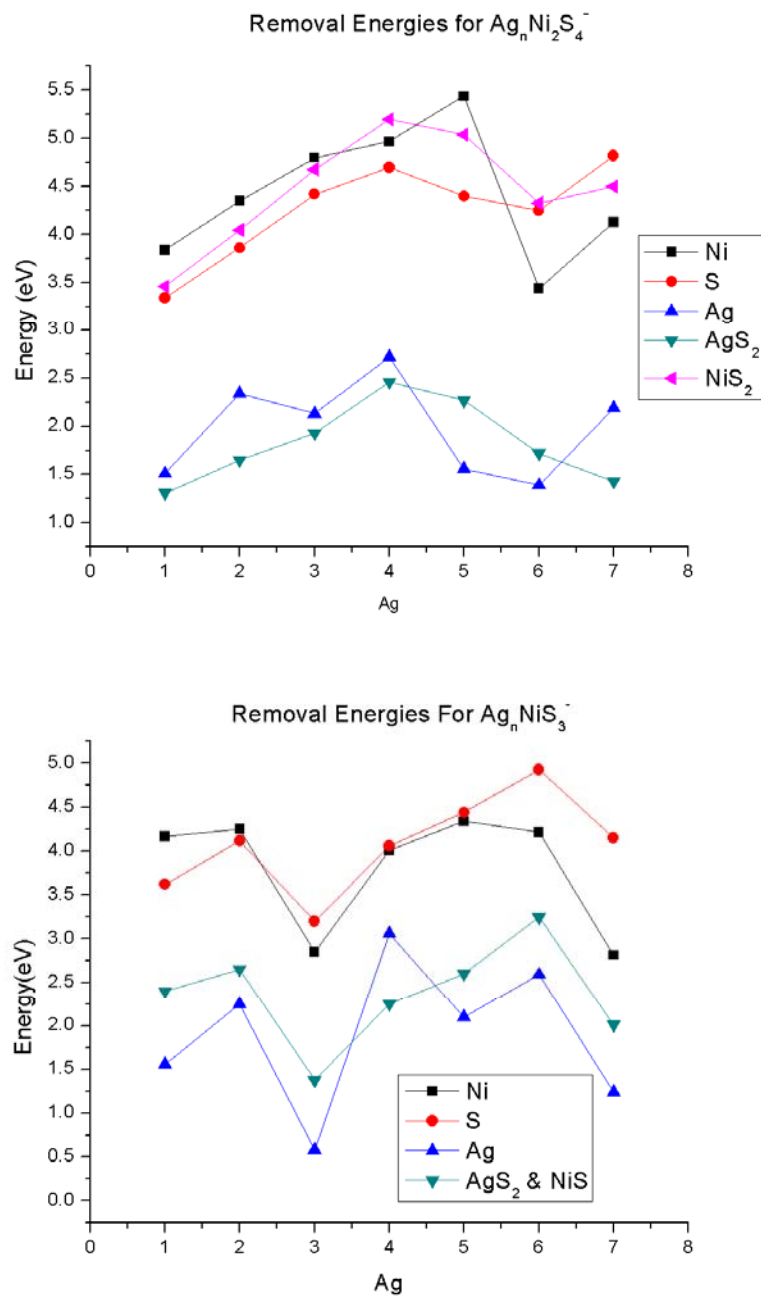 Removal Energies for AgₙNi₂S₄⁻
5.5
5.0
4.5
4.0
3.5
3.0
2.5
2.0
1.5
1.0
Energy (eV)
Ni
S
Ag
AgS₂
NiS₂
0 1 2 3 4 5 6 7 8
Ag
Removal Energies For AgₙNiS₃⁻
5.0
4.5
4.0
3.5
3.0
2.5
2.0
1.5
1.0
0.5
0.0
Energy(eV)
Ni
S
Ag
AgS₂ & NiS
0 1 2 3 4 5 6 7 8
Ag